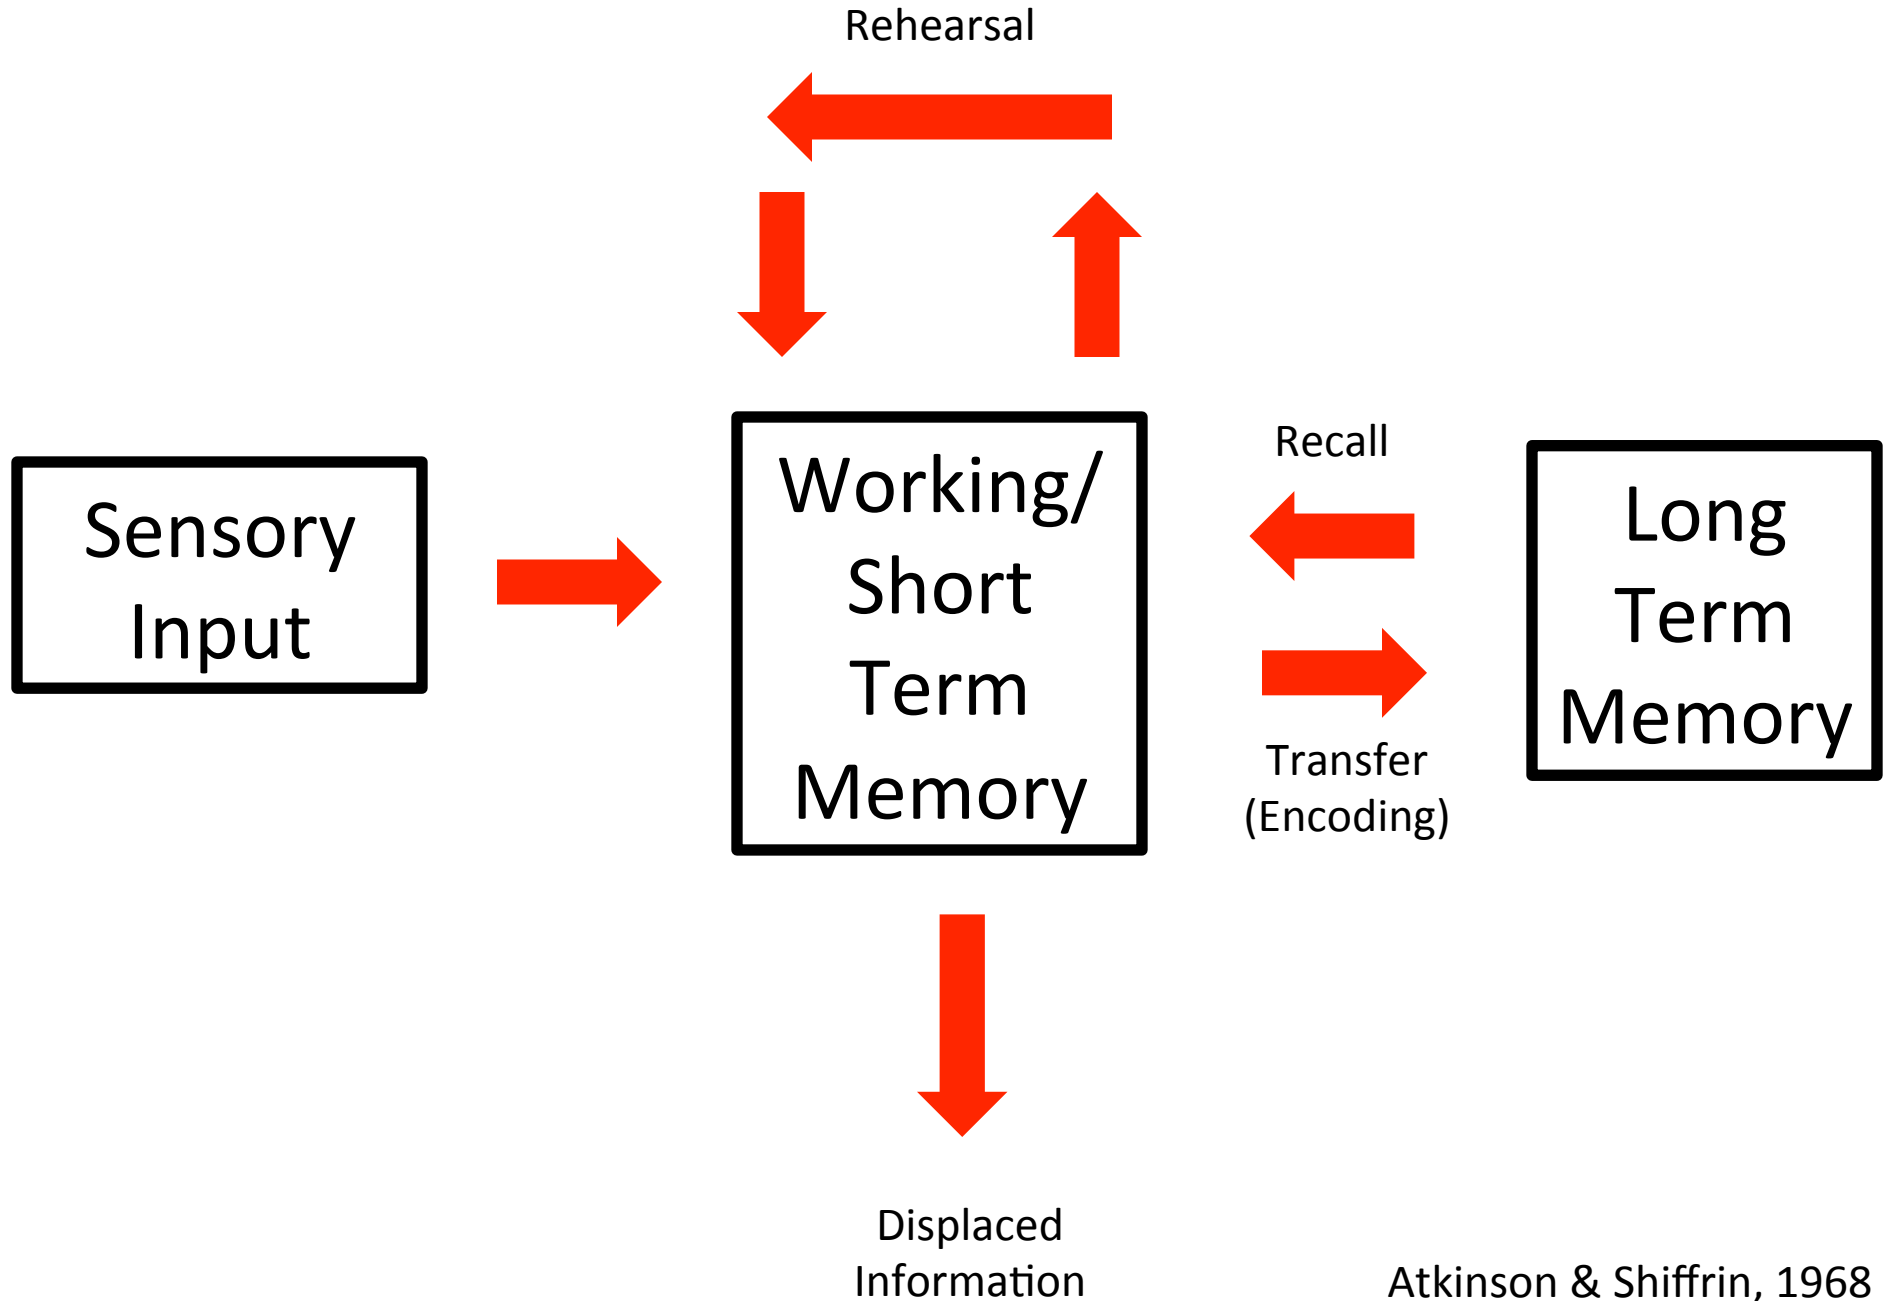 Rehearsal
Sensory
Input
Working/
Short
Term
Memory
Recall
Transfer
(Encoding)
Long
Term
Memory
Displaced
Information
Atkinson & Shiffrin, 1968